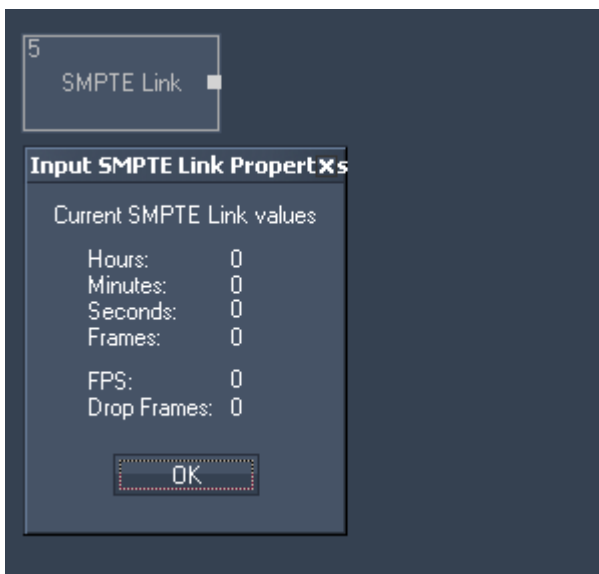 5
SMPTE Link
Input SMPTE Link Propert×s
Current SMPTE Link values
Hours: 0
Minutes: 0
Seconds: 0
Frames: 0
FPS: 0
Drop Frames: 0
OK